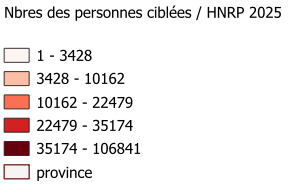 Nbres des personnes ciblées / HNRP 2025
1 - 3428
3428 - 10162
10162 - 22479
22479 - 35174
35174 - 106841
province